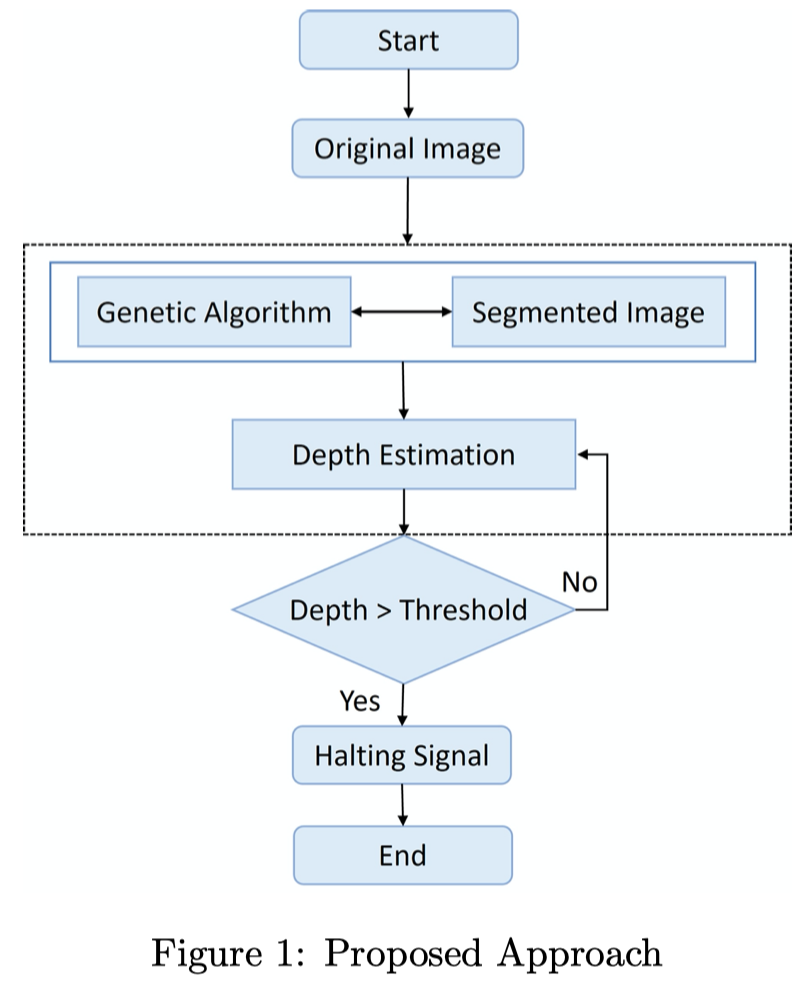 Start
Original Image
Genetic Algorithm
Segmented Image
Depth Estimation
No
Depth > Threshold
Yes
Halting Signal
End
Figure 1: Proposed Approach